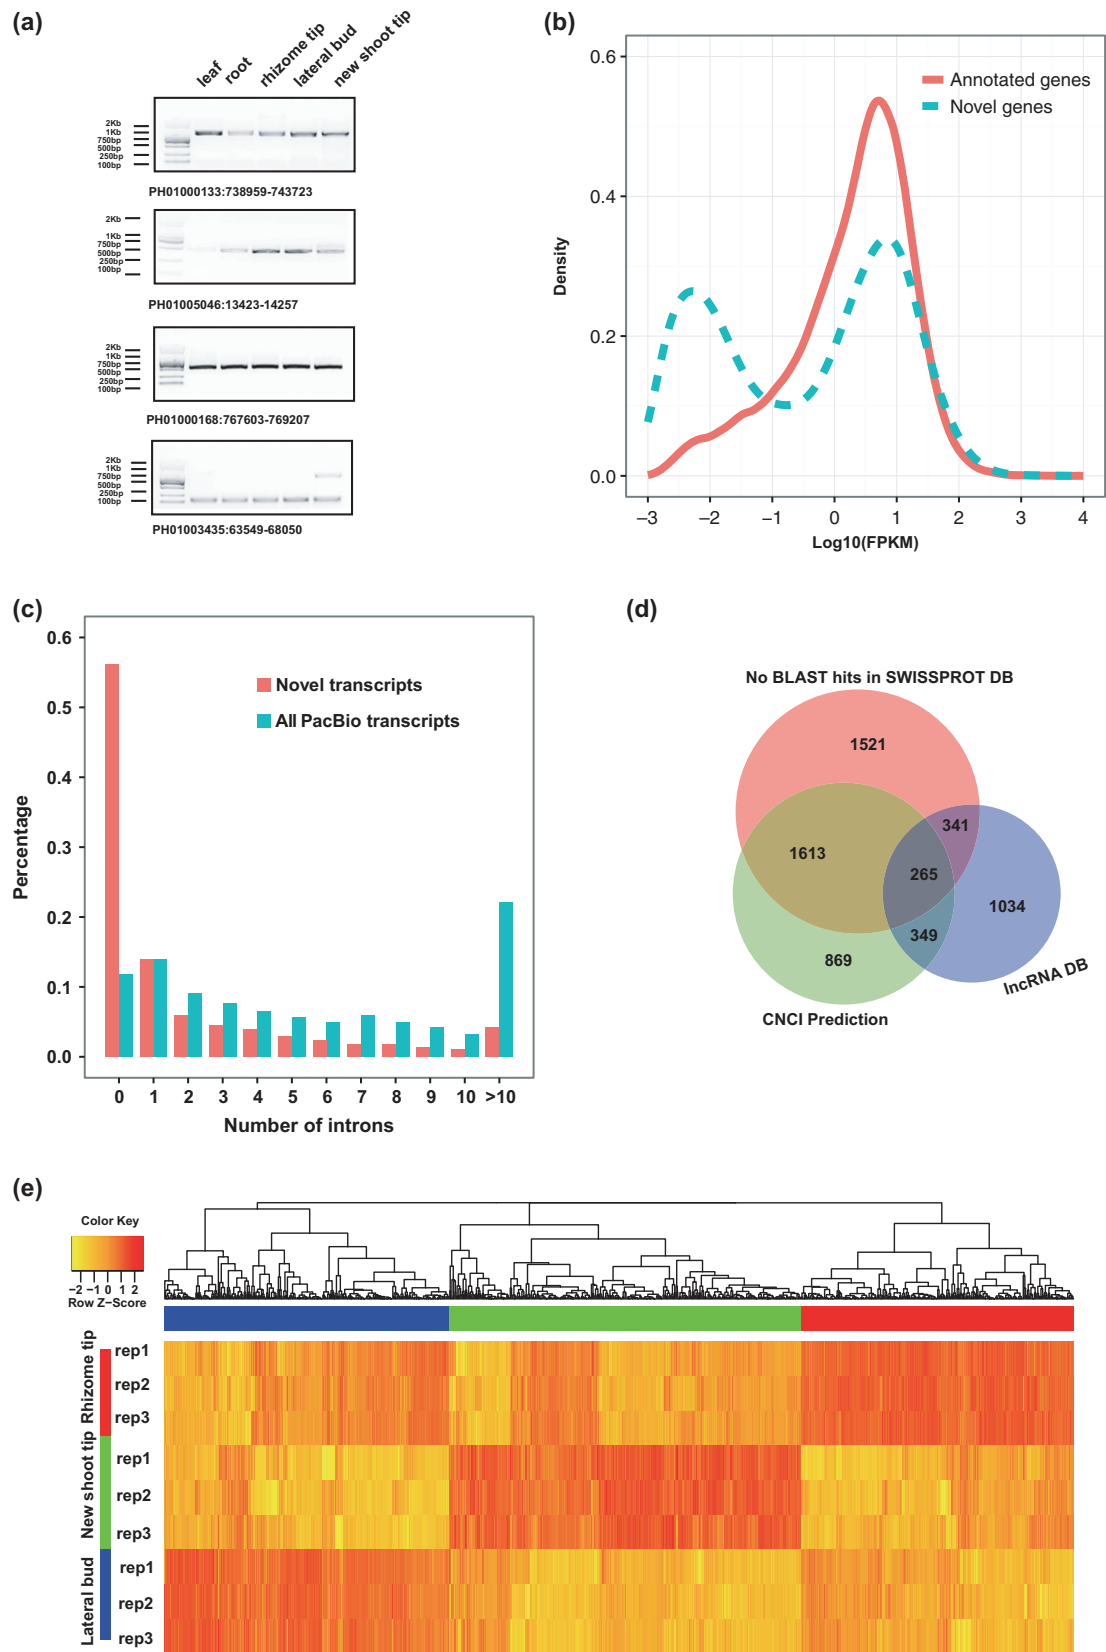 (a)
leaf
root
rhizome tip
lateral bud
new shoot tip
2Kb
1Kb
750bp
500bp
250bp
100bp
PH01000133:738959-743723
2Kb
1Kb
750bp
500bp
250bp
100bp
PH01005046:13423-14257
2Kb
1Kb
750bp
500bp
250bp
100bp
PH01000168:767603-769207
2Kb
1Kb
750bp
500bp
250bp
100bp
PH01003435:63549-68050
(b)
Annotated genes
Novel genes
0.6
0.4
0.2
0.0
Density
−3 −2 −1 0 1 2 3 4
Log10(FPKM)
(c)
Novel transcripts
All PacBio transcripts
0.6
0.5
0.4
0.3
0.2
0.1
0.0
Percentage
0 1 2 3 4 5 6 7 8 9 10 >10
Number of introns
(d)
No BLAST hits in SWISSPROT DB
1521
341
1613
265
1034
349
869
lncRNA DB
CNCI Prediction
(e)
Color Key
−2 −1 0 1 2
Row Z−Score
Rhizome tip
rep1
rep2
rep3
New shoot tip
rep1
rep2
rep3
Lateral bud
rep1
rep2
rep3